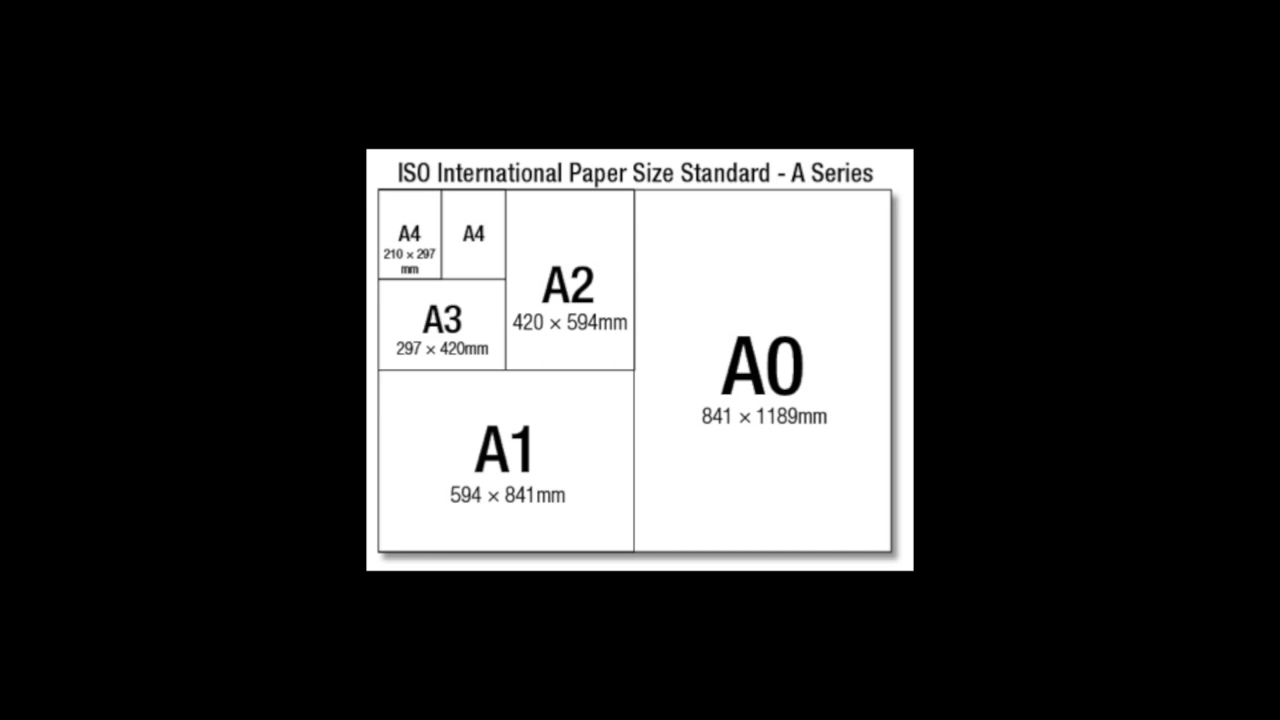 ISO International Paper Size Standard - A Series
A4
210 × 297
mm
A4
A3
297 × 420mm
A2
420 × 594mm
A1
594 × 841mm
A0
841 × 1189mm